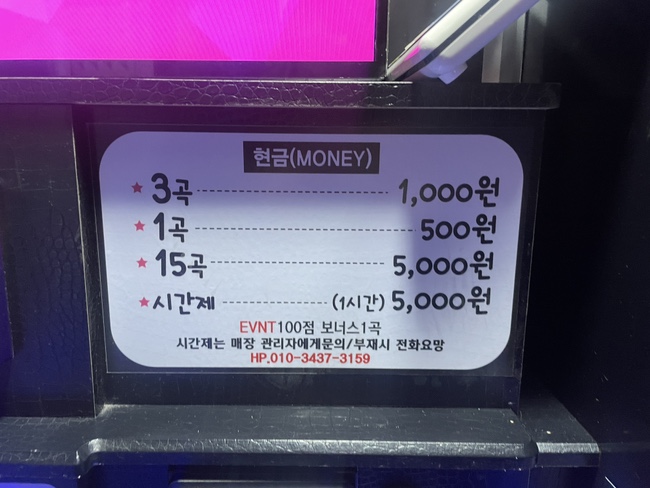 현금(MONEY)
★ 3곡 1,000원
★ 1곡 500원
★ 15곡 5,000원
★ 시간제 (1시간) 5,000원
EVNT100점 보너스1곡
시간제는 매장 관리자에게문의/부재시 전화요망
HP.010-3437-3159